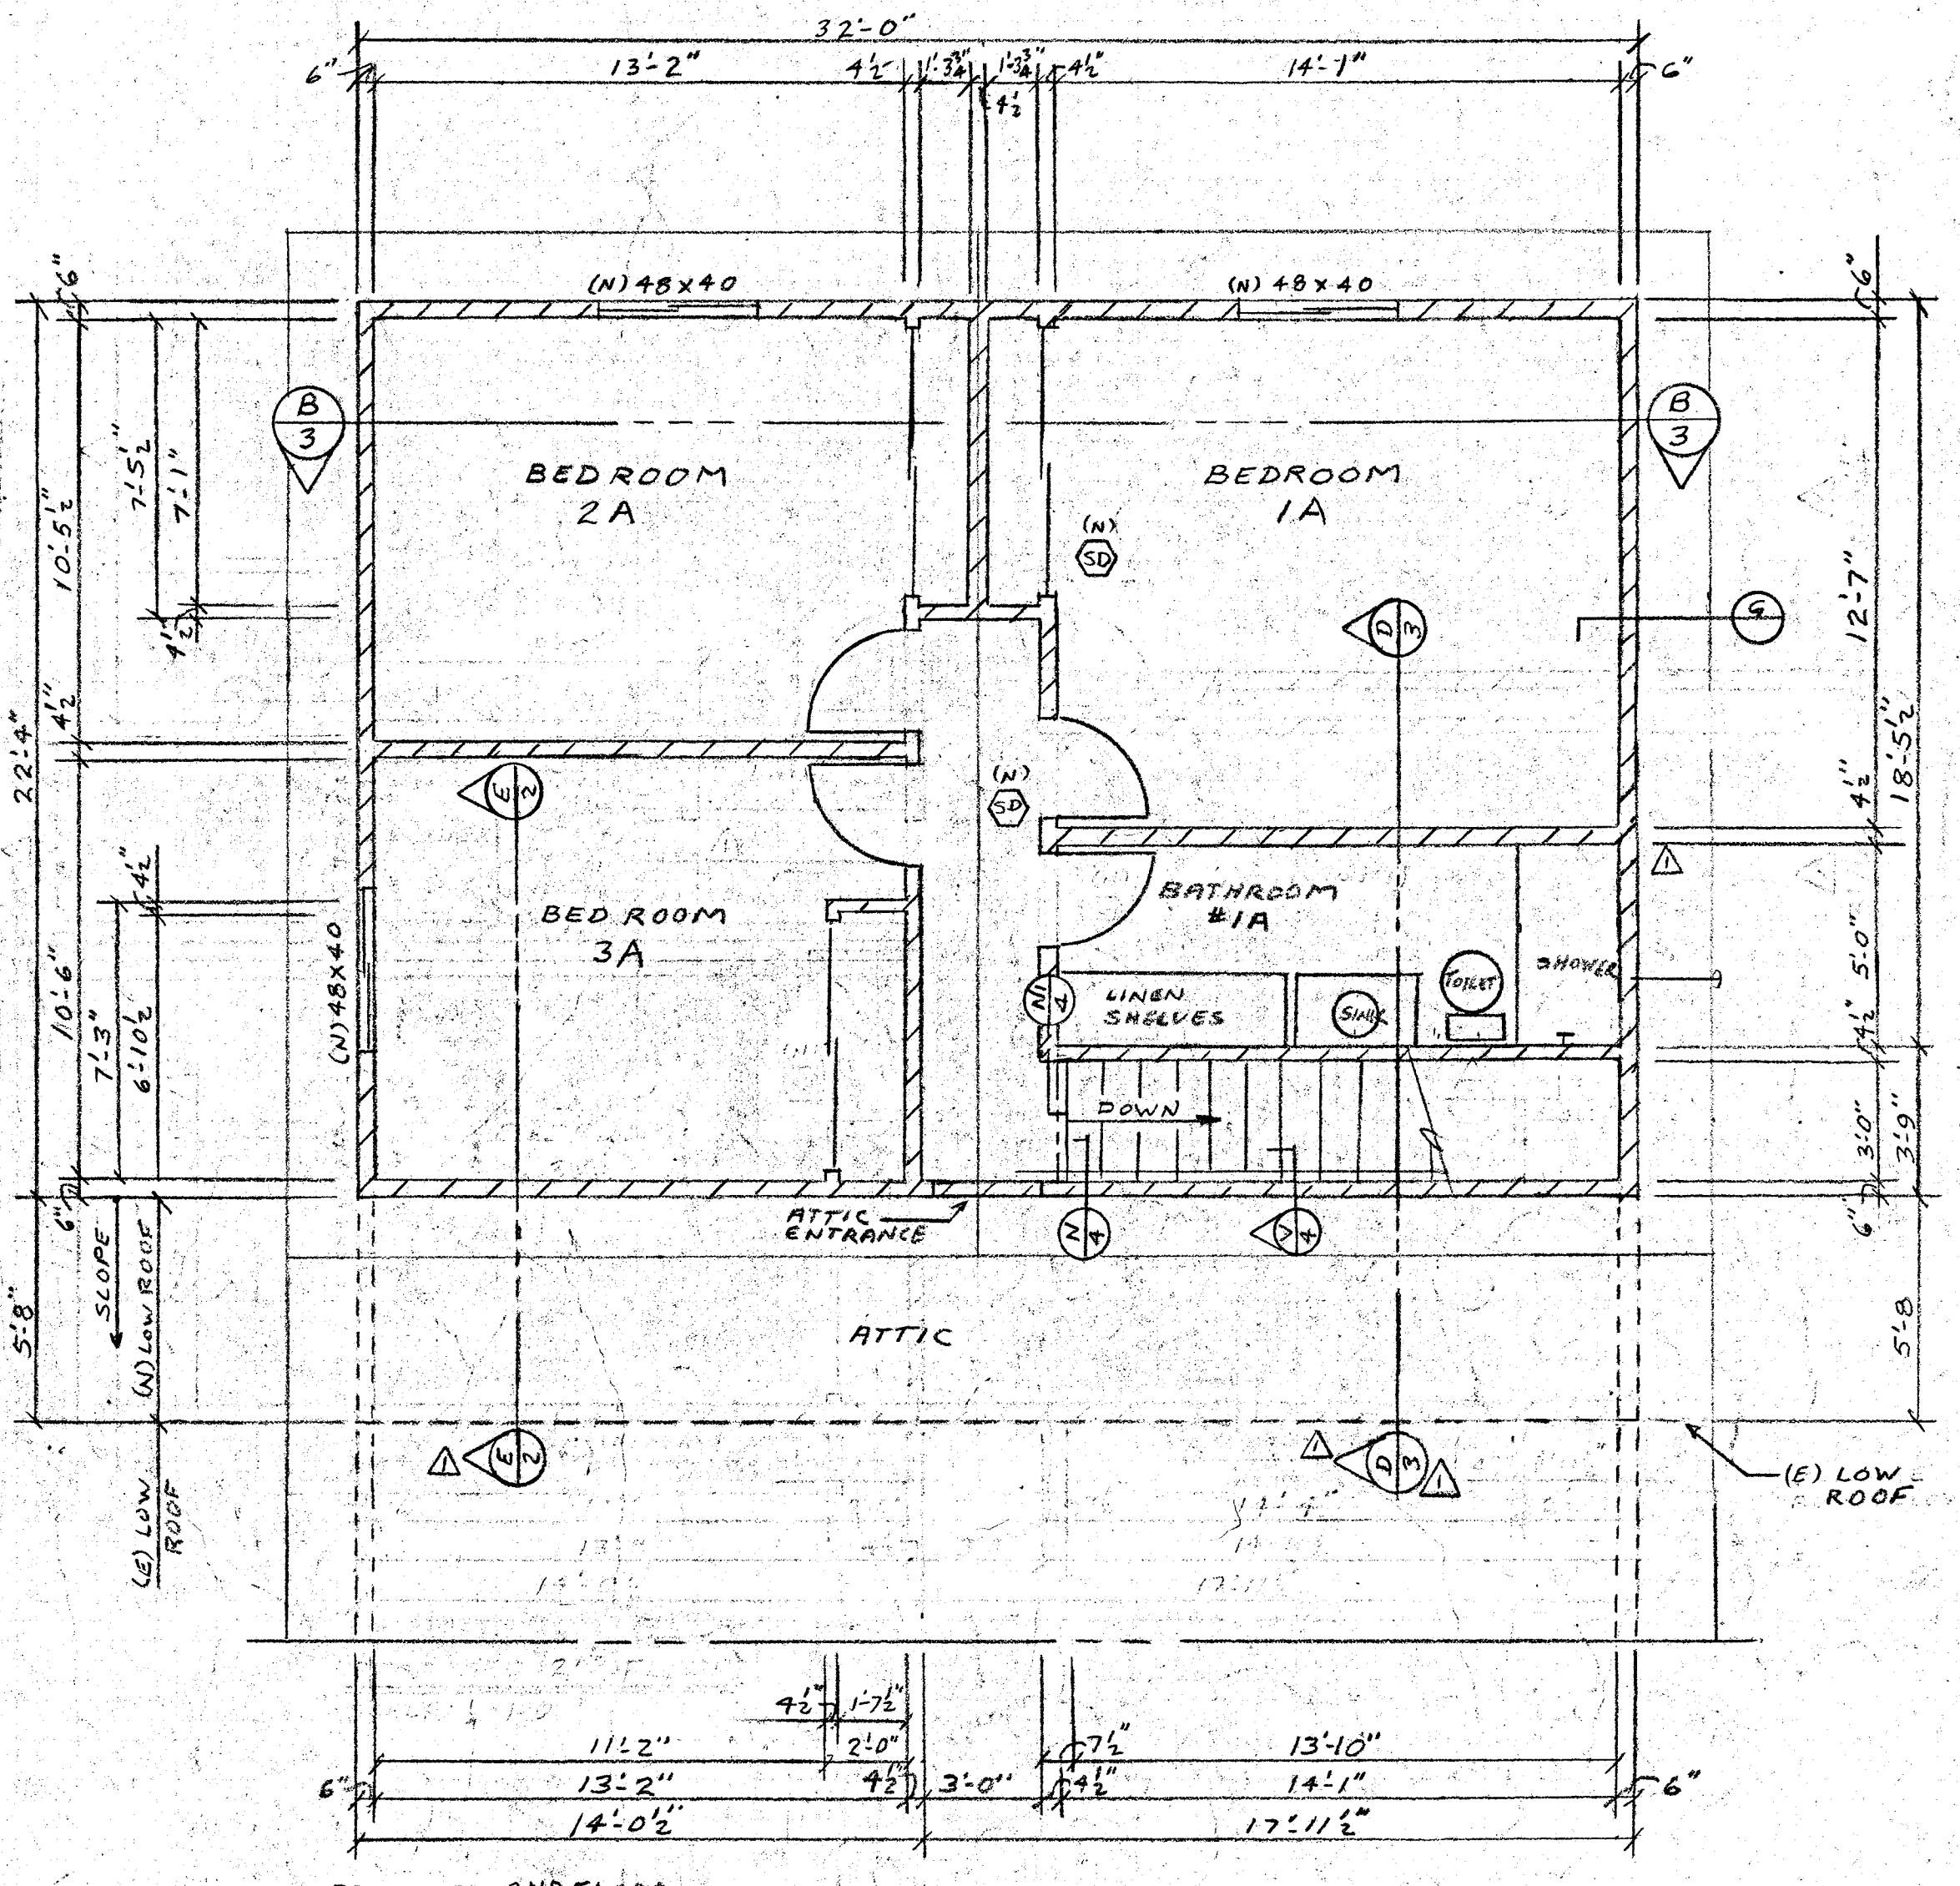 32'-0"
6" 13'-2" 4½ 1'-3¾" 1'-3¾" 4½" 14'-1" 6"
4½
(N) 48 x 40 (N) 48 x 40
6" 6"
B
3
B
3
7'-5½"
7'-1"
10'-5½"
4½"
4½"
22'-4"
BEDROOM
2A
BEDROOM
1A
(N)
SD
D
3
G
12'-7"
18'-5½"
4½"
E
2
(N)
SD
1
4½"
BEDROOM
3A
(N) 48x40
10'-6"
7'-3"
6'-10½"
BATHROOM
#1A
LINEN
SHELVES
SINK
TOILET
SHOWER
5'-0"
4½"
N1
4
DOWN
3'-0"
3'-9"
6"
6"
ATTIC
ENTRANCE
N
4
V
4
SLOPE
(N) LOW ROOF
5'-8"
5'-8
ATTIC
1
E
2
1
D
3
1
(E) LOW
ROOF
(E) LOW
ROOF
4½" 1'-7½"
11'-2" 2'-0" 7½" 13'-10"
6" 13'-2" 4½" 3'-0" 4½" 14'-1" 6"
14'-0½" 17'-11½"